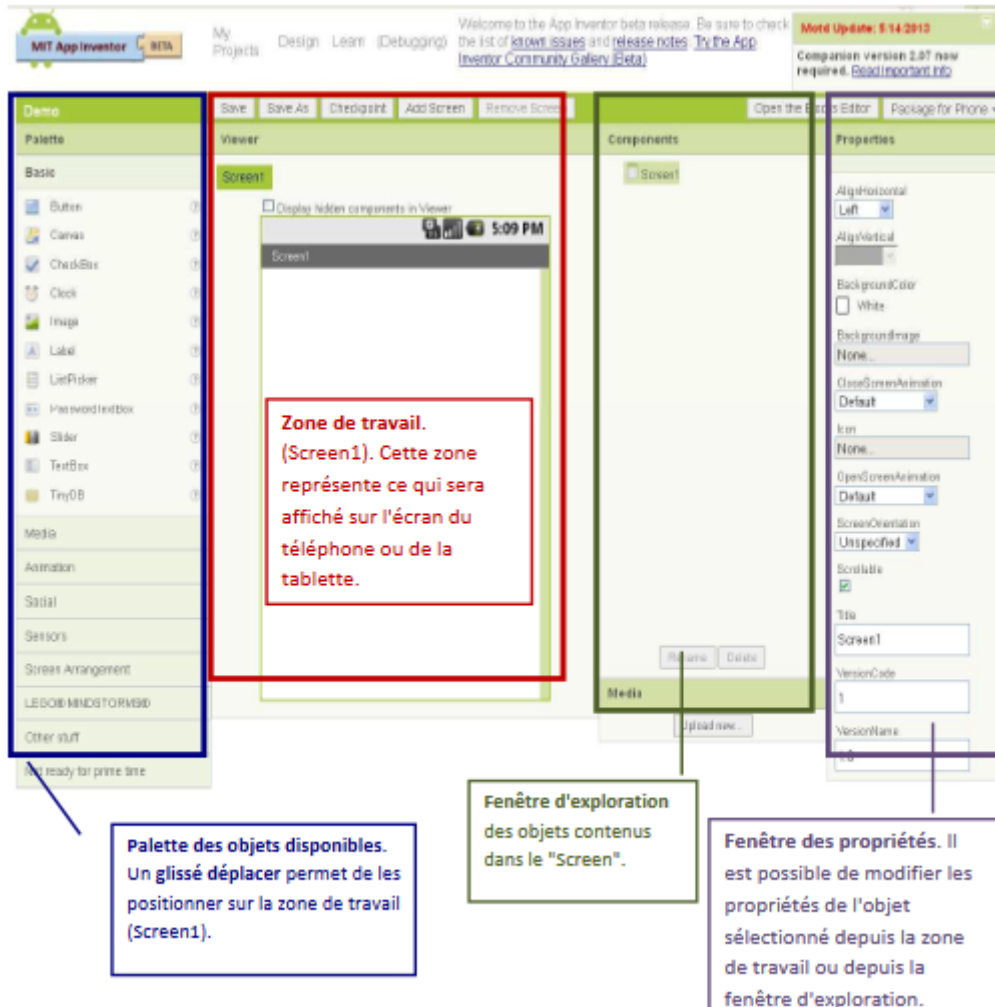 MIT App Inventor BETA
My Projects Design Learn (Debugging)
Welcome to the App Inventor beta release. Be sure to check
the list of known issues and release notes. Try the App
Inventor Community Gallery (Beta)
Motd Update: 5-14-2013
Companion version 2.07 now
required. Read important info
Demo
Save Save As Checkpoint Add Screen Remove Screen
Open the Editor Package for Phone
Palette
Basic
Button
Canvas
CheckBox
Clock
Image
Label
ListPicker
PasswordTextBox
Slider
TextBox
TinyDB
Media
Animation
Social
Sensors
Screen Arrangement
LEGO® MINDSTORMS®
Other stuff
Not ready for prime time
Viewer
Screen1
Display hidden components in Viewer
5:09 PM
Screen1
Zone de travail.
(Screen1). Cette zone
représente ce qui sera
affiché sur l'écran du
téléphone ou de la
tablette.
Components
Screen1
Rename Delete
Media
Upload new...
Properties
AlignHorizontal
Left
AlignVertical
BackgroundColor
White
BackgroundImage
None...
CloseScreenAnimation
Default
Icon
None...
OpenScreenAnimation
Default
ScreenOrientation
Unspecified
Scrollable
Title
Screen1
VersionCode
1
VersionName
1.0
Palette des objets disponibles.
Un glissé déplacer permet de les
positionner sur la zone de travail
(Screen1).
Fenêtre d'exploration
des objets contenus
dans le "Screen".
Fenêtre des propriétés. Il
est possible de modifier les
propriétés de l'objet
sélectionné depuis la zone
de travail ou depuis la
fenêtre d'exploration.